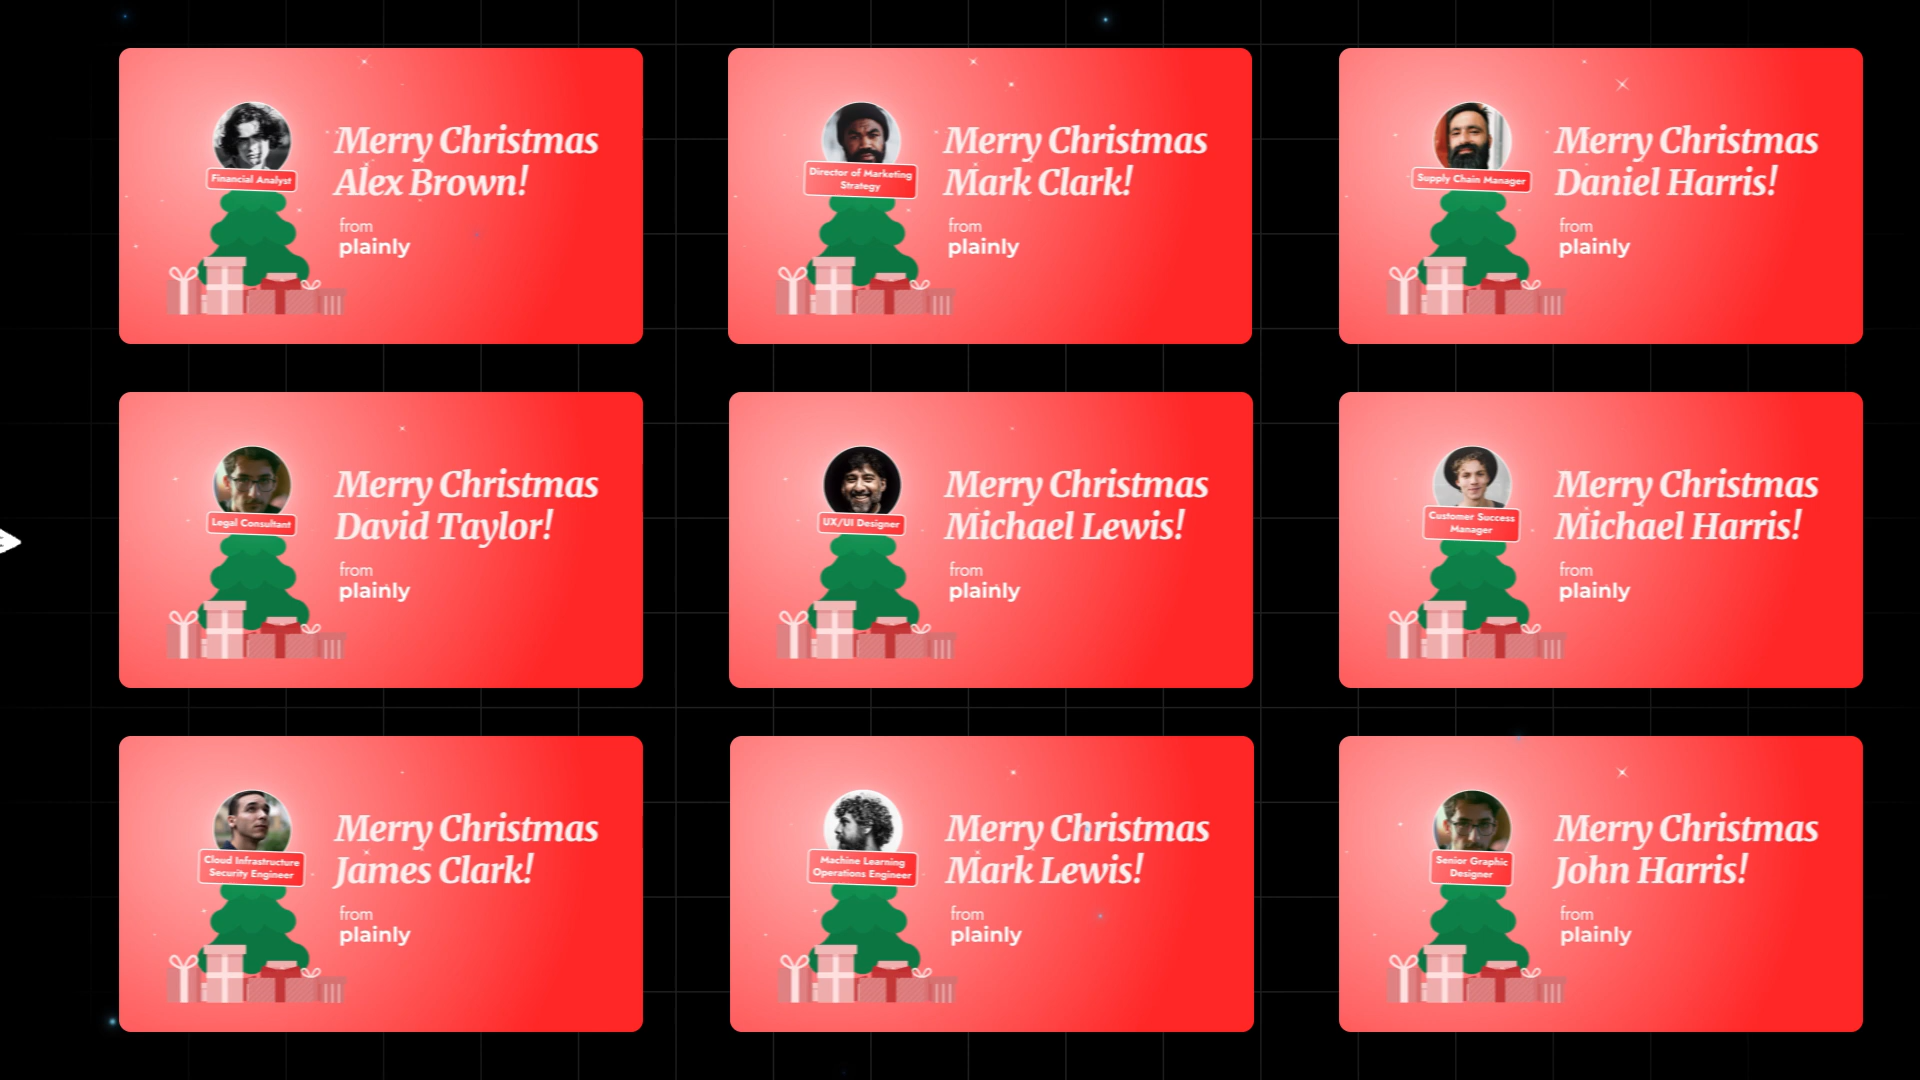 Financial Analyst
Merry Christmas
Alex Brown!
from
plainly
Director of Marketing
Strategy
Merry Christmas
Mark Clark!
from
plainly
Supply Chain Manager
Merry Christmas
Daniel Harris!
from
plainly
Legal Consultant
Merry Christmas
David Taylor!
from
plainly
UX/UI Designer
Merry Christmas
Michael Lewis!
from
plainly
Customer Success
Manager
Merry Christmas
Michael Harris!
from
plainly
Cloud Infrastructure
Security Engineer
Merry Christmas
James Clark!
from
plainly
Machine Learning
Operations Engineer
Merry Christmas
Mark Lewis!
from
plainly
Senior Graphic
Designer
Merry Christmas
John Harris!
from
plainly